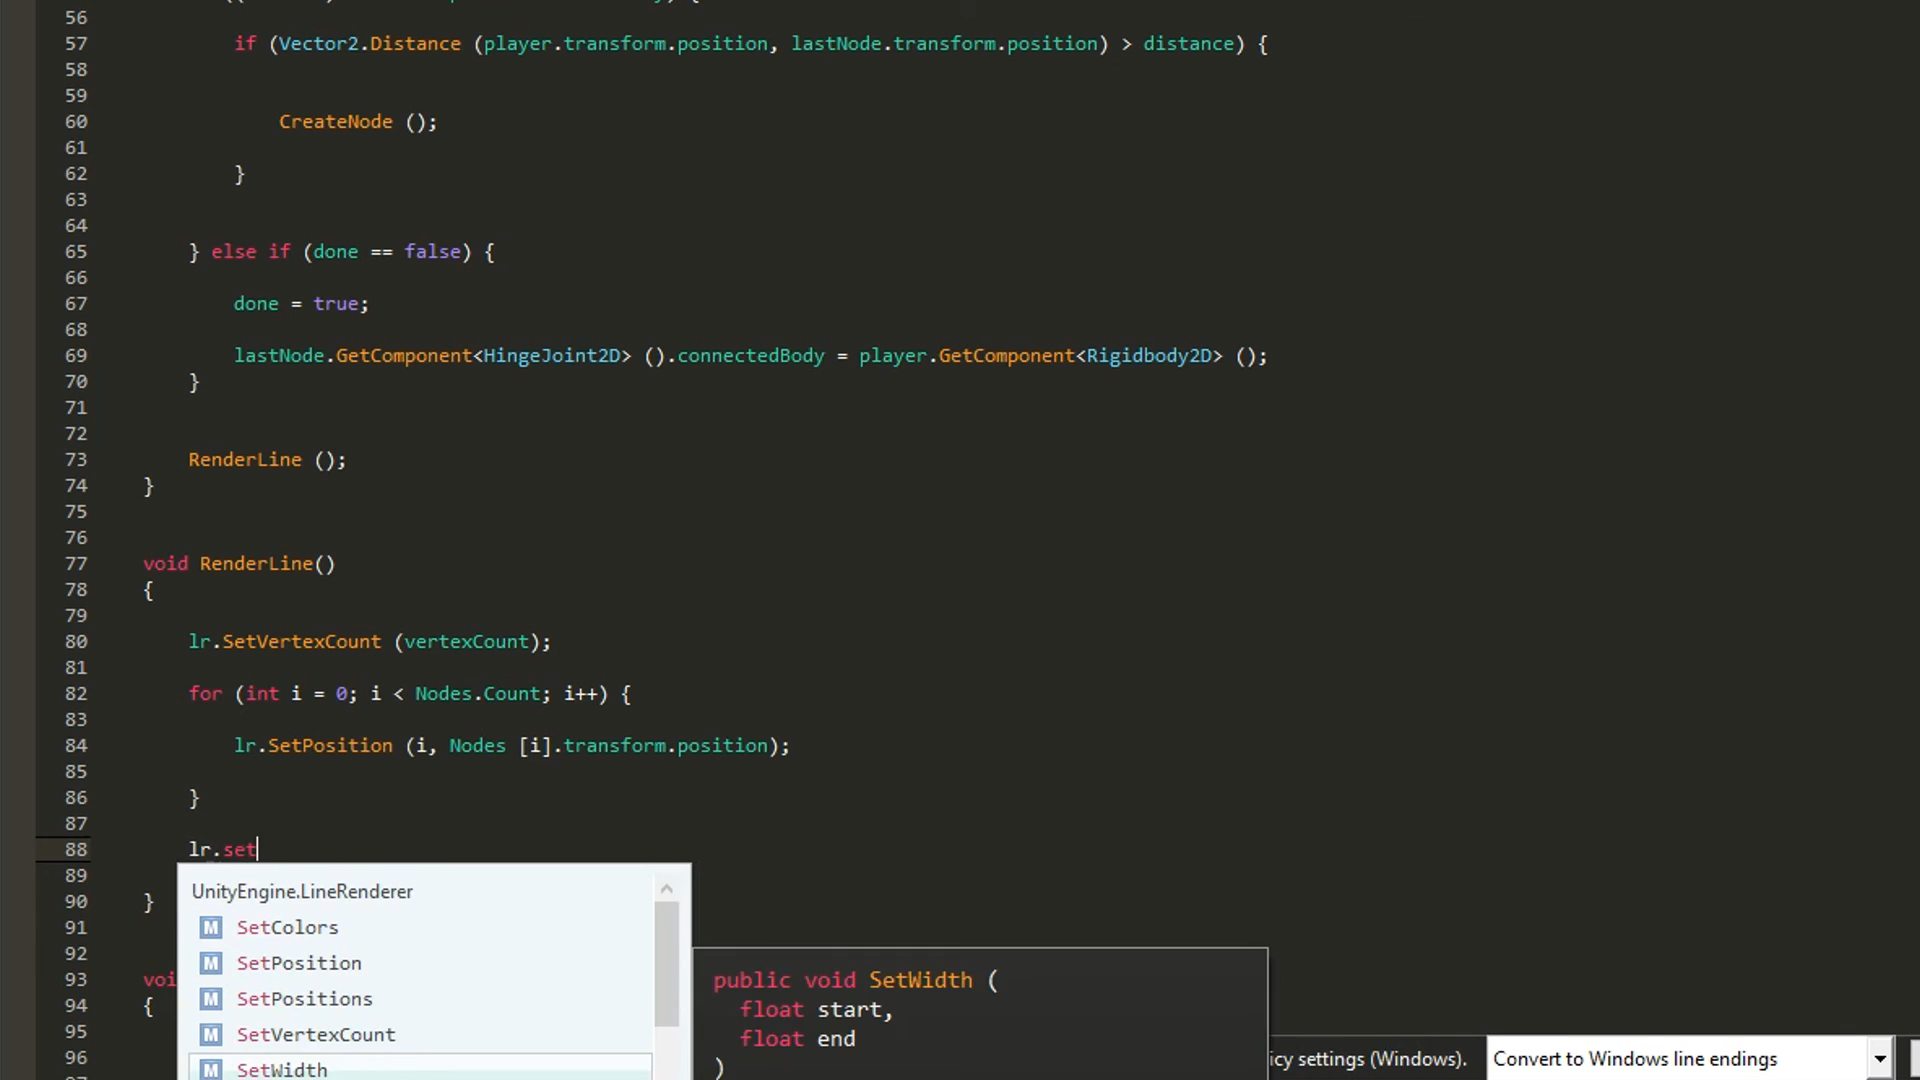 56
57 if (Vector2.Distance (player.transform.position, lastNode.transform.position) > distance) {
58
59
60 CreateNode ();
61
62 }
63
64
65 } else if (done == false) {
66
67 done = true;
68
69 lastNode.GetComponent<HingeJoint2D> ().connectedBody = player.GetComponent<Rigidbody2D> ();
70 }
71
72
73 RenderLine ();
74 }
75
76
77 void RenderLine()
78 {
79
80 lr.SetVertexCount (vertexCount);
81
82 for (int i = 0; i < Nodes.Count; i++) {
83
84 lr.SetPosition (i, Nodes [i].transform.position);
85
86 }
87
88 lr.set
89
90 }
91
92
93 voi
94 {
95
96
UnityEngine.LineRenderer
M SetColors
M SetPosition
M SetPositions
M SetVertexCount
M SetWidth
public void SetWidth (
float start,
float end
)
icy settings (Windows).
Convert to Windows line endings